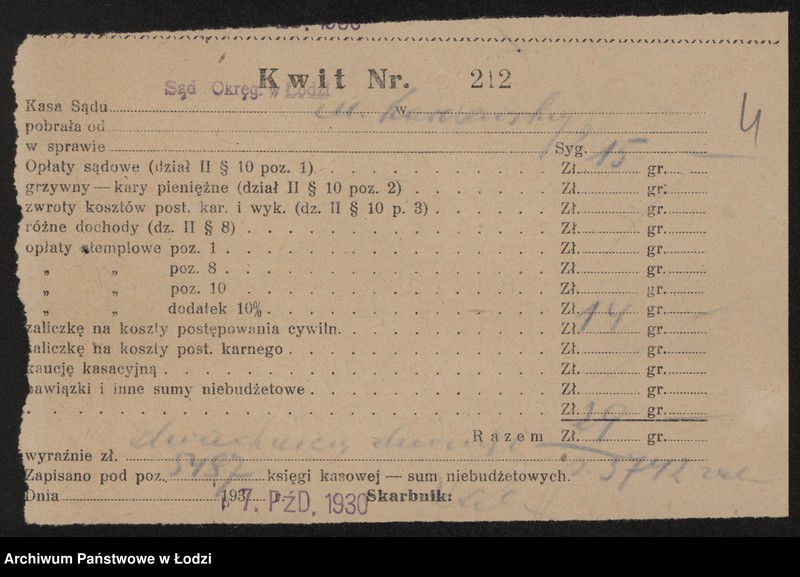 Kwit Nr. 212
Sąd Okręg. w Łodzi
4
Kasa Sądu w
pobrała od
w sprawie Syg.
Opłaty sądowe (dział II § 10 poz. 1) Zł. 15 gr.
grzywny — kary pieniężne (dział II § 10 poz. 2) Zł. gr.
zwroty kosztów post. kar. i wyk. (dz. II § 10 p. 3) Zł. gr.
różne dochody (dz. II § 8) Zł. gr.
opłaty stemplowe poz. 1 Zł. gr.
„ „ poz. 8 Zł. gr.
„ „ poz. 10 Zł. gr.
„ „ dodatek 10% Zł. gr.
zaliczkę na koszty postępowania cywiln. Zł. 14 gr.
zaliczkę na koszty post. karnego Zł. gr.
kaucję kasacyjną Zł. gr.
nawiązki i inne sumy niebudżetowe Zł. gr.
Zł. gr.
Razem Zł. 29 gr.
wyraźnie zł.
Zapisano pod poz. 5487 księgi kasowej — sum niebudżetowych.
Dnia 193 r. Skarbnik:
7. PŹD. 1930
Archiwum Państwowe w Łodzi